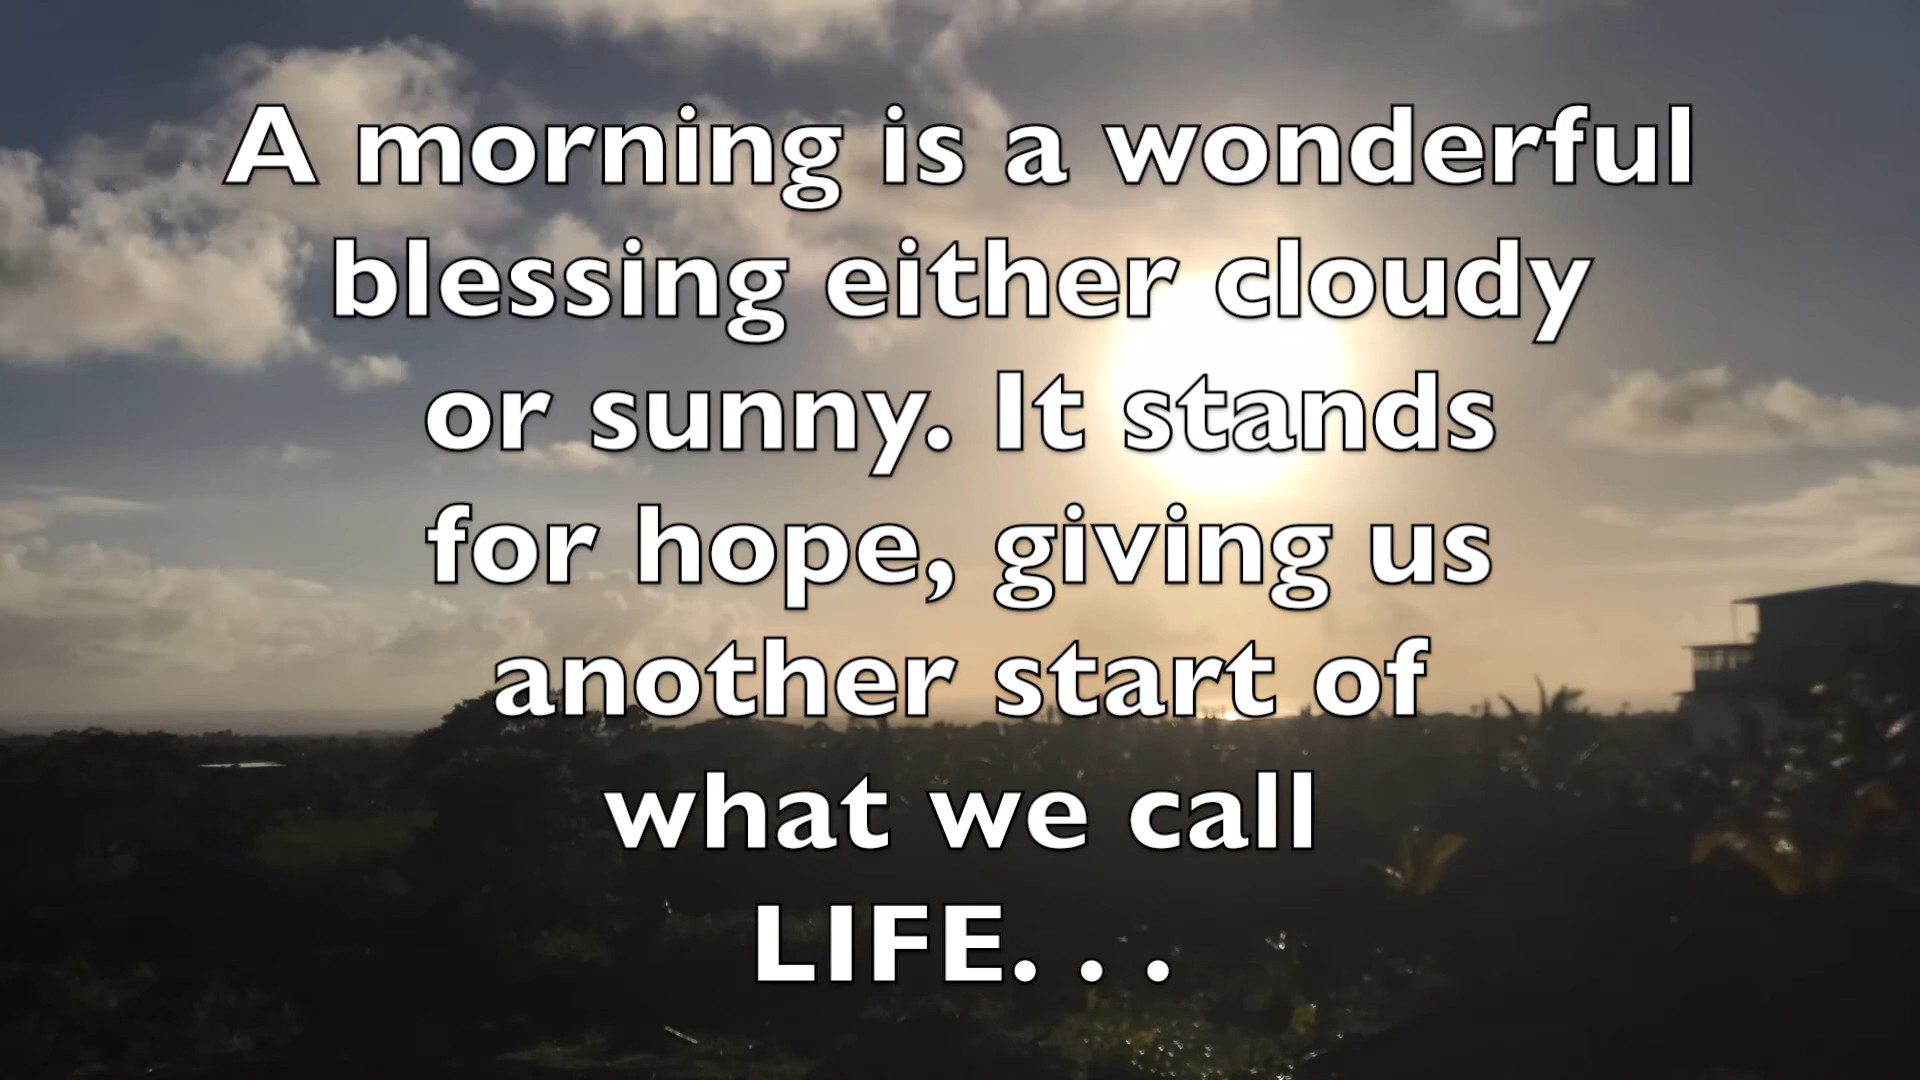 A morning is a wonderful
blessing either cloudy
or sunny. It stands
for hope, giving us
another start of
what we call
LIFE. . .